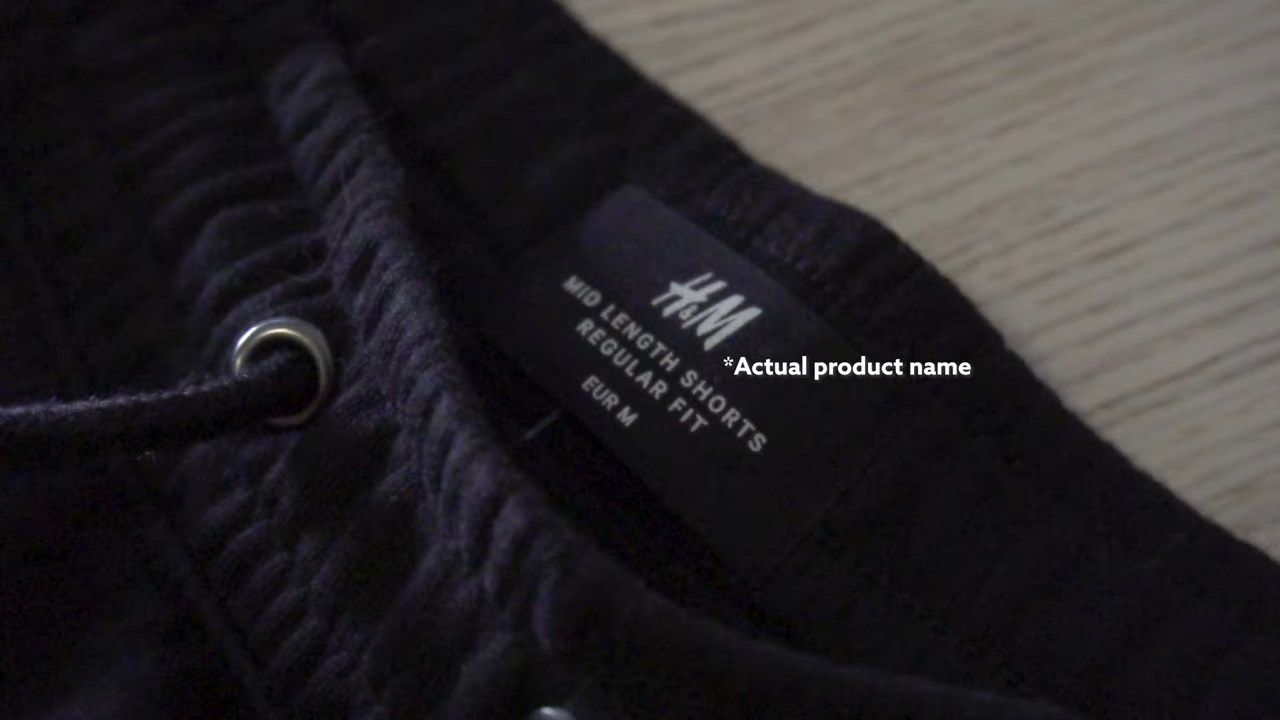 H&M
MID LENGTH SHORTS
REGULAR FIT
EUR M
*Actual product name